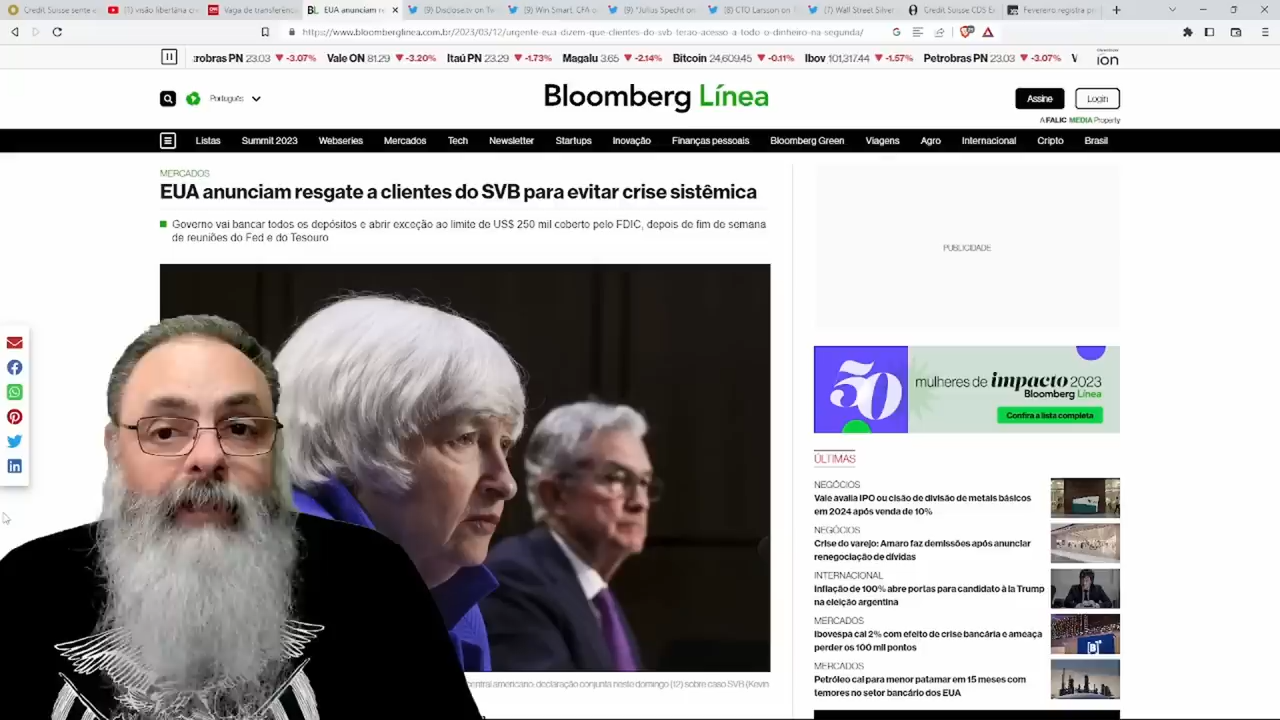 Credit Suisse sente e
visão libertária cr
Vaga de transferênc
EUA anunciam re
(9) Disclose.tv on Tw
(9) Win Smart, CFA o
(9) "Julius Specht on
(9) CTO Larsson on
(7) Wall Street Silver
Credit Suisse CDS Ex
Fevereiro registra pr
https://www.bloomberglinea.com.br/2023/03/12/urgente-eua-dizem-que-clientes-do-svb-terao-acesso-a-todo-o-dinheiro-na-segunda/
:robras PN 23.03 ▼-3.07% Vale ON 81.29 ▼-3.20% Itaú PN 23.29 ▼-1.73% Magalu 3.65 ▼-2.14% Bitcoin 24,609.45 ▼-0.11% Ibov 101,317.44 ▼-1.57% Petrobras PN 23.03 ▼-3.07% V
ion
Português
Bloomberg Línea
Assine
Login
A FALIC MEDIA Property
Listas Summit 2023 Webseries Mercados Tech Newsletter Startups Inovação Finanças pessoais Bloomberg Green Viagens Agro Internacional Cripto Brasil
MERCADOS
EUA anunciam resgate a clientes do SVB para evitar crise sistêmica
Governo vai bancar todos os depósitos e abrir exceção ao limite de US$ 250 mil coberto pelo FDIC, depois de fim de semana
de reuniões do Fed e do Tesouro
entral americano: declaração conjunta neste domingo (12) sobre caso SVB (Kevin
PUBLICIDADE
50
mulheres de impacto 2023
Bloomberg Línea
Confira a lista completa
ÚLTIMAS
NEGÓCIOS
Vale avalia IPO ou cisão de divisão de metais básicos
em 2024 após venda de 10%
NEGÓCIOS
Crise do varejo: Amaro faz demissões após anunciar
renegociação de dívidas
INTERNACIONAL
Inflação de 100% abre portas para candidato à la Trump
na eleição argentina
MERCADOS
Ibovespa cai 2% com efeito de crise bancária e ameaça
perder os 100 mil pontos
MERCADOS
Petróleo cai para menor patamar em 15 meses com
temores no setor bancário dos EUA